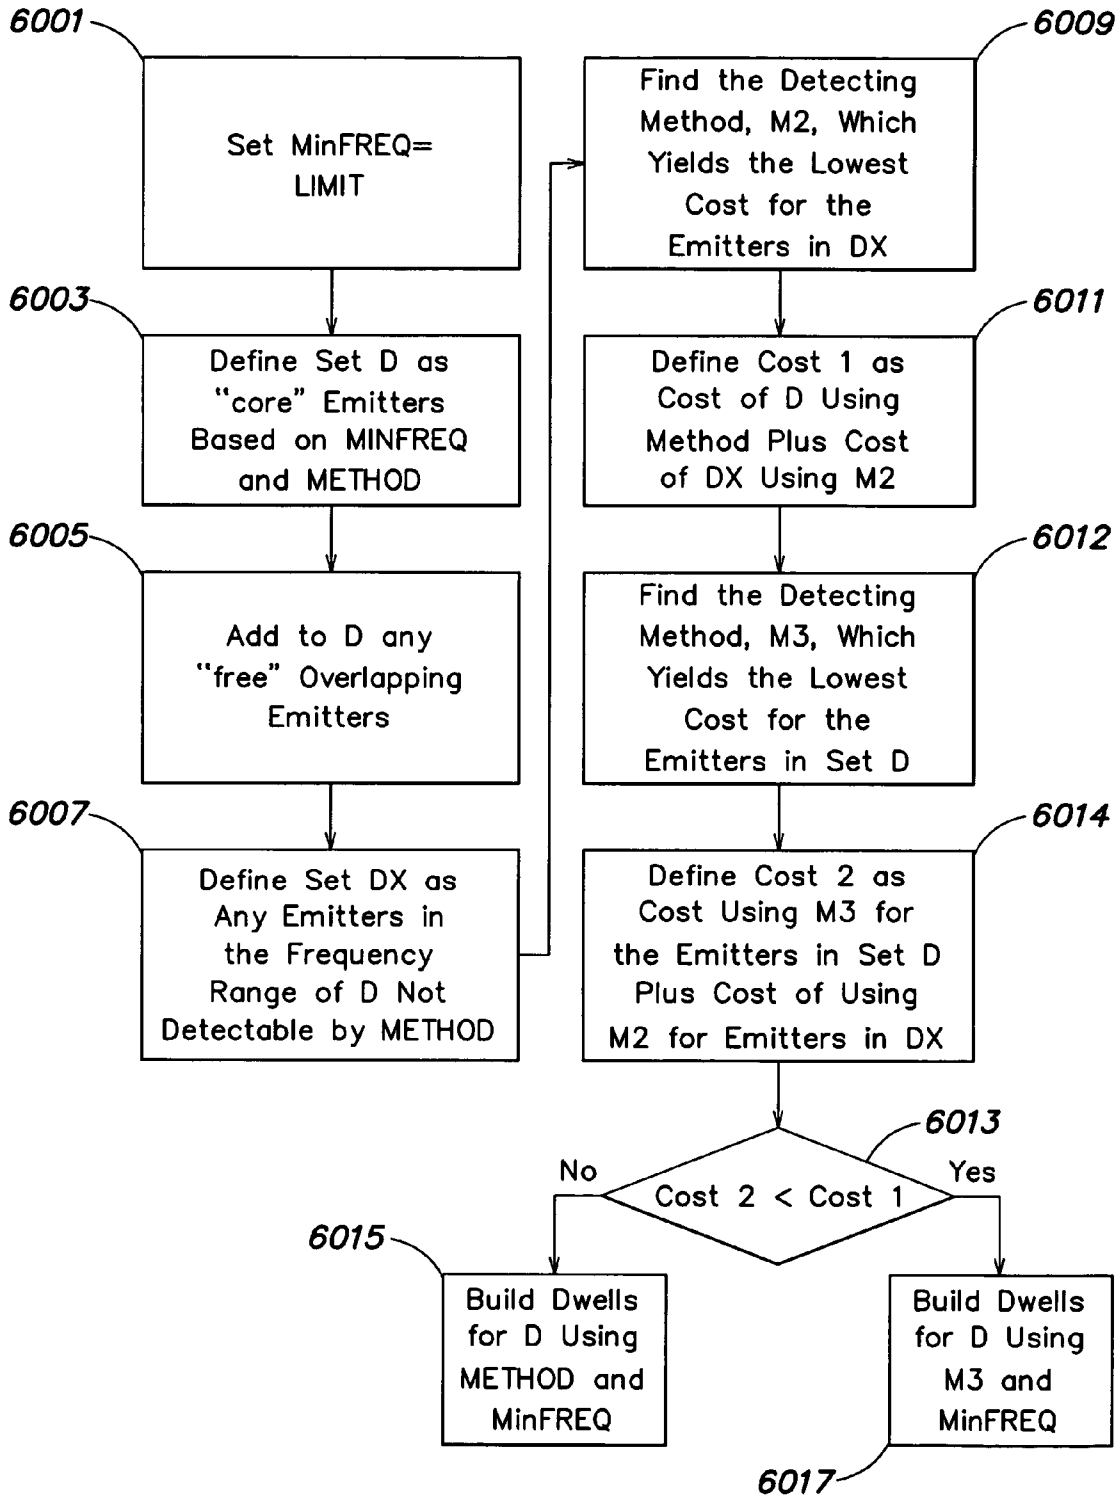 6001
Set MinFREQ=
LIMIT
6003
Define Set D as
“core” Emitters
Based on MINFREQ
and METHOD
6005
Add to D any
“free” Overlapping
Emitters
6007
Define Set DX as
Any Emitters in
the Frequency
Range of D Not
Detectable by METHOD
6009
Find the Detecting
Method, M2, Which
Yields the Lowest
Cost for the
Emitters in DX
6011
Define Cost 1 as
Cost of D Using
Method Plus Cost
of DX Using M2
6012
Find the Detecting
Method, M3, Which
Yields the Lowest
Cost for the
Emitters in Set D
6014
Define Cost 2 as
Cost Using M3 for
the Emitters in Set D
Plus Cost of Using
M2 for Emitters in DX
6013
Cost 2 < Cost 1
No
Yes
6015
Build Dwells
for D Using
METHOD and
MinFREQ
Build Dwells
for D Using
M3 and
MinFREQ
6017